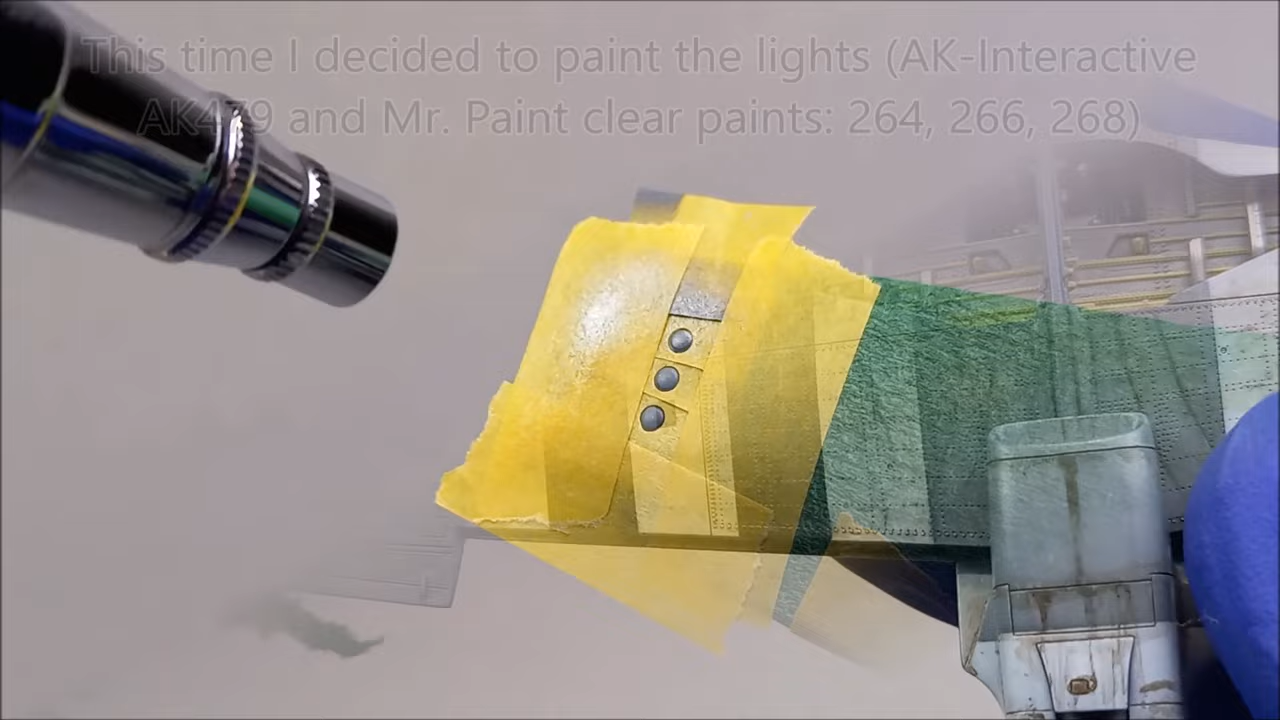 This time I decided to paint the lights (AK-Interactive
AK479 and Mr. Paint clear paints: 264, 266, 268)